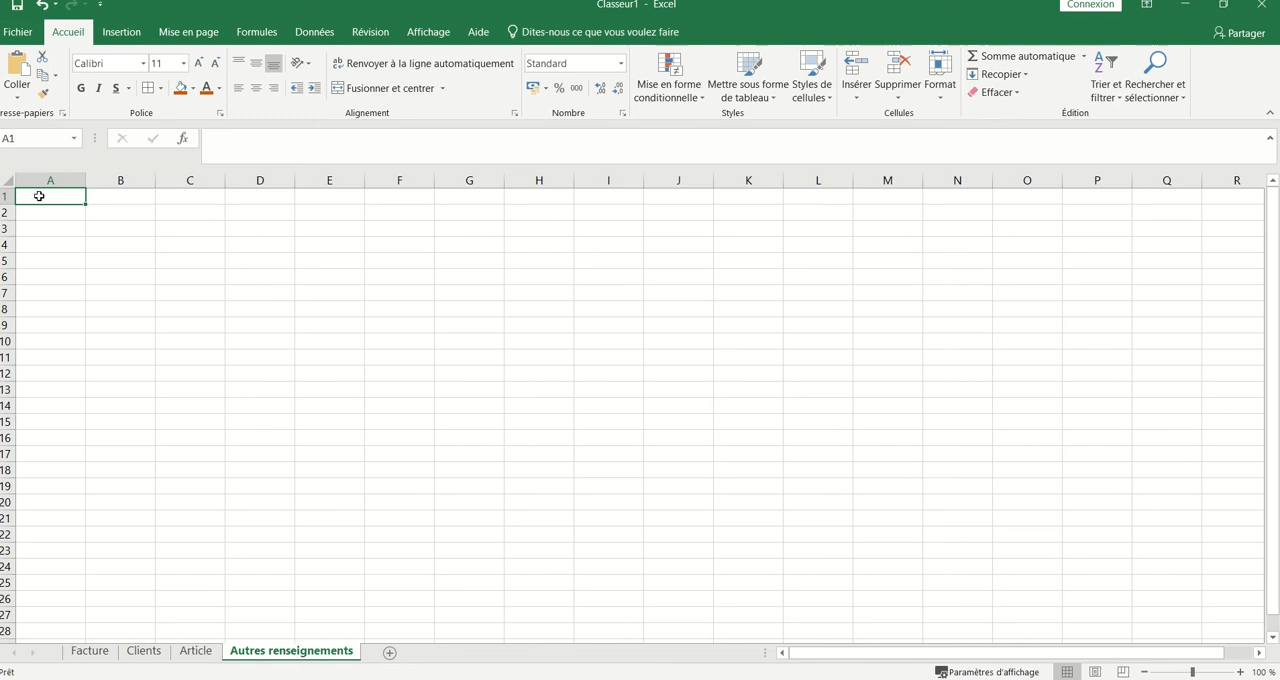 Classeur1 - Excel
Connexion
Fichier Accueil Insertion Mise en page Formules Données Révision Affichage Aide Dites-nous ce que vous voulez faire Partager
Coller
Calibri 11
Renvoyer à la ligne automatiquement
Standard
G I S
Fusionner et centrer
% 000
Mise en forme conditionnelle
Mettre sous forme de tableau
Styles de cellules
Insérer Supprimer Format
Somme automatique
Recopier
Effacer
Trier et filtrer
Rechercher et sélectionner
resse-papiers Police Alignement Nombre Styles Cellules Édition
A1 fx
A B C D E F G H I J K L M N O P Q R
1
2
3
4
5
6
7
8
9
10
11
12
13
14
15
16
17
18
19
20
21
22
23
24
25
26
27
28
Facture Clients Article Autres renseignements
Prêt Paramètres d'affichage 100 %